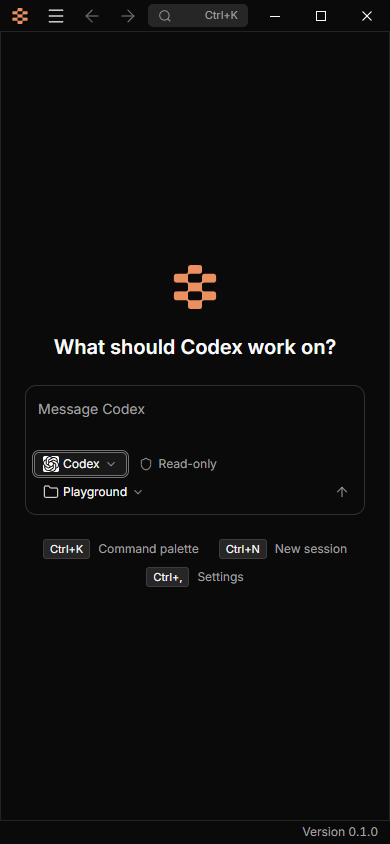 Ctrl+K
What should Codex work on?
Message Codex
Codex Read-only
Playground
Ctrl+K Command palette Ctrl+N New session
Ctrl+, Settings
Version 0.1.0